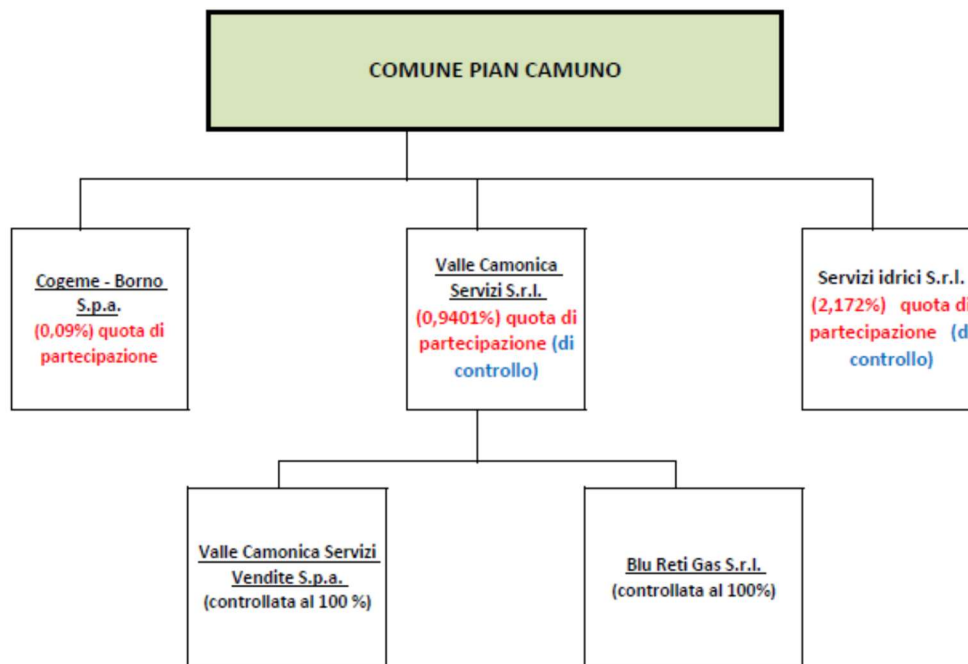 COMUNE PIAN CAMUNO
Cogeme - Borno
S.p.a.
(0,09%) quota di
partecipazione
Valle Camonica
Servizi S.r.l.
(0,9401%) quota di
partecipazione (di
controllo)
Servizi idrici S.r.l.
(2,172%) quota di
partecipazione (d
controllo)
Valle Camonica Servizi
Vendite S.p.a.
(controllata al 100 %)
Blu Reti Gas S.r.l.
(controllata al 100%)